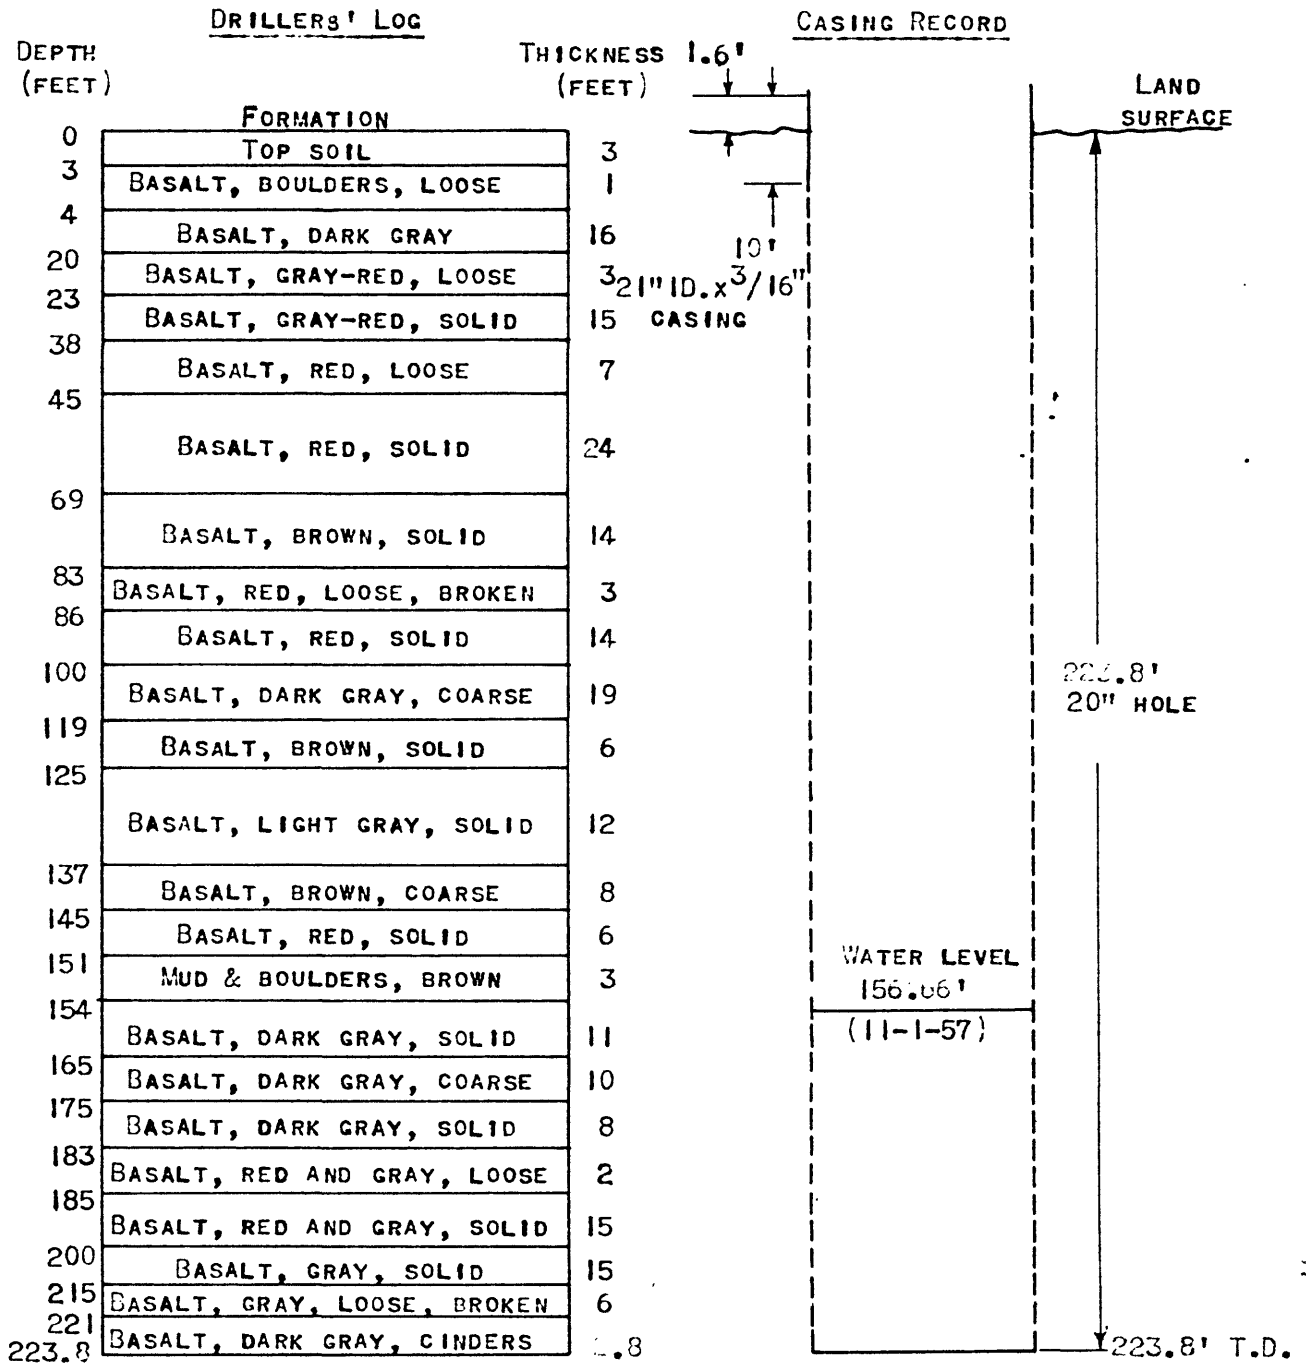 DRILLERS' LOG
CASING RECORD
DEPTH (FEET)
THICKNESS (FEET)
1.6'
LAND SURFACE
FORMATION
0
TOP SOIL 3
3
BASALT, BOULDERS, LOOSE 1
4
BASALT, DARK GRAY 16
20
BASALT, GRAY-RED, LOOSE 3
23
BASALT, GRAY-RED, SOLID 15
38
BASALT, RED, LOOSE 7
45
BASALT, RED, SOLID 24
69
BASALT, BROWN, SOLID 14
83
BASALT, RED, LOOSE, BROKEN 3
86
BASALT, RED, SOLID 14
100
BASALT, DARK GRAY, COARSE 19
119
BASALT, BROWN, SOLID 6
125
BASALT, LIGHT GRAY, SOLID 12
137
BASALT, BROWN, COARSE 8
145
BASALT, RED, SOLID 6
151
MUD & BOULDERS, BROWN 3
154
BASALT, DARK GRAY, SOLID 11
165
BASALT, DARK GRAY, COARSE 10
175
BASALT, DARK GRAY, SOLID 8
183
BASALT, RED AND GRAY, LOOSE 2
185
BASALT, RED AND GRAY, SOLID 15
200
BASALT, GRAY, SOLID 15
215
BASALT, GRAY, LOOSE, BROKEN 6
221
BASALT, DARK GRAY, CINDERS
223.8
21" ID. x 3/16"
CASING
223.8'
20" HOLE
WATER LEVEL
(11-1-57)
223.8' T.D.